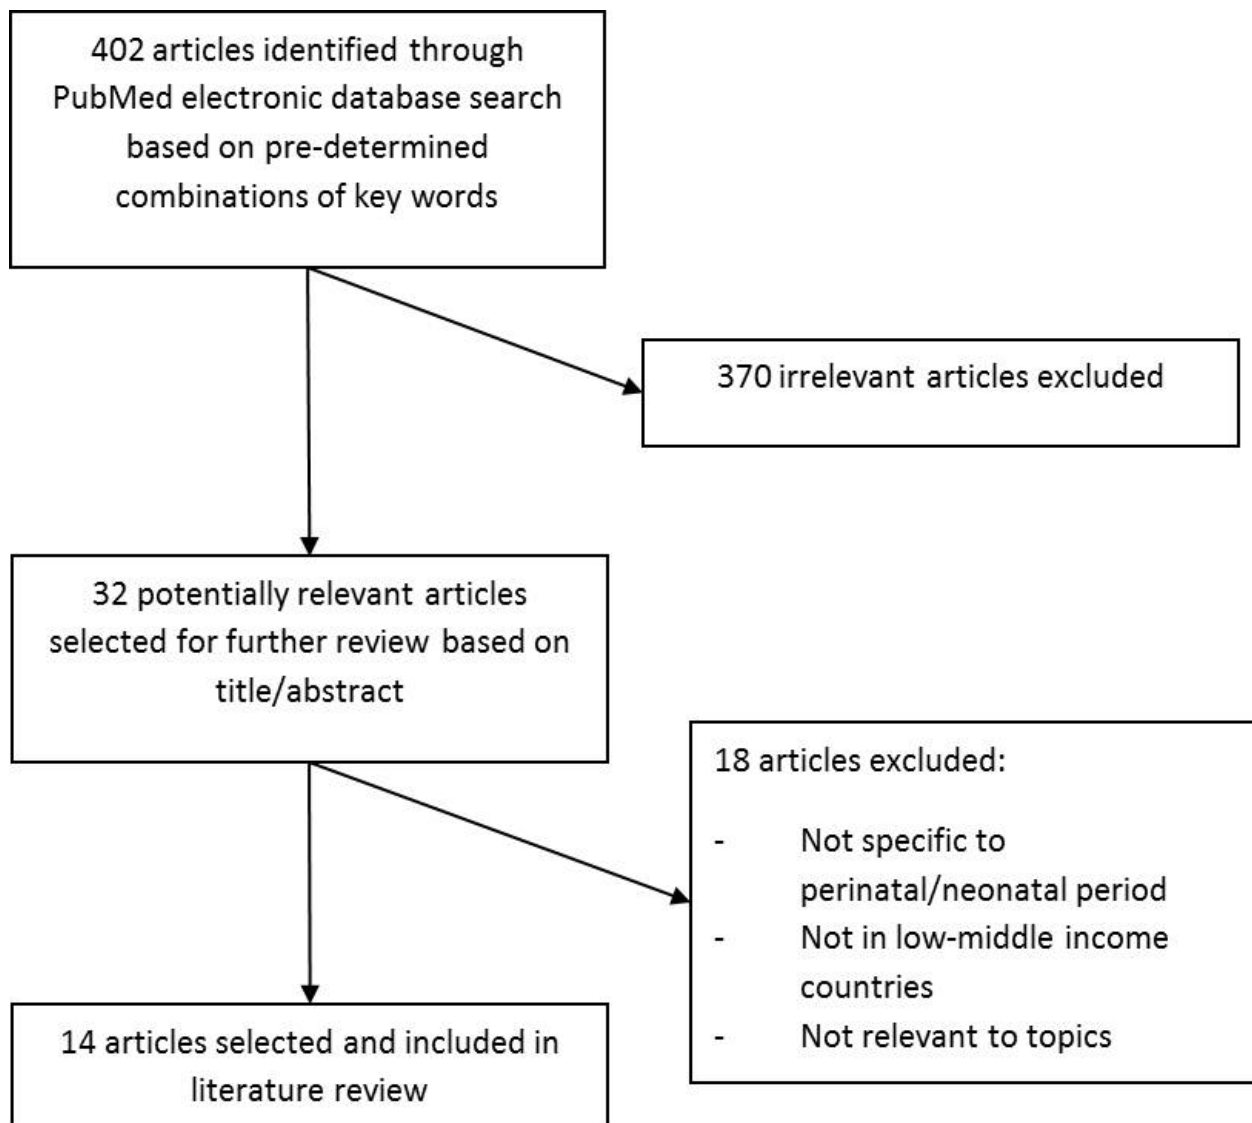 402 articles identified through
PubMed electronic database search
based on pre-determined
combinations of key words
370 irrelevant articles excluded
32 potentially relevant articles
selected for further review based on
title/abstract
18 articles excluded:
- Not specific to
perinatal/neonatal period
- Not in low-middle income
countries
- Not relevant to topics
14 articles selected and included in
literature review